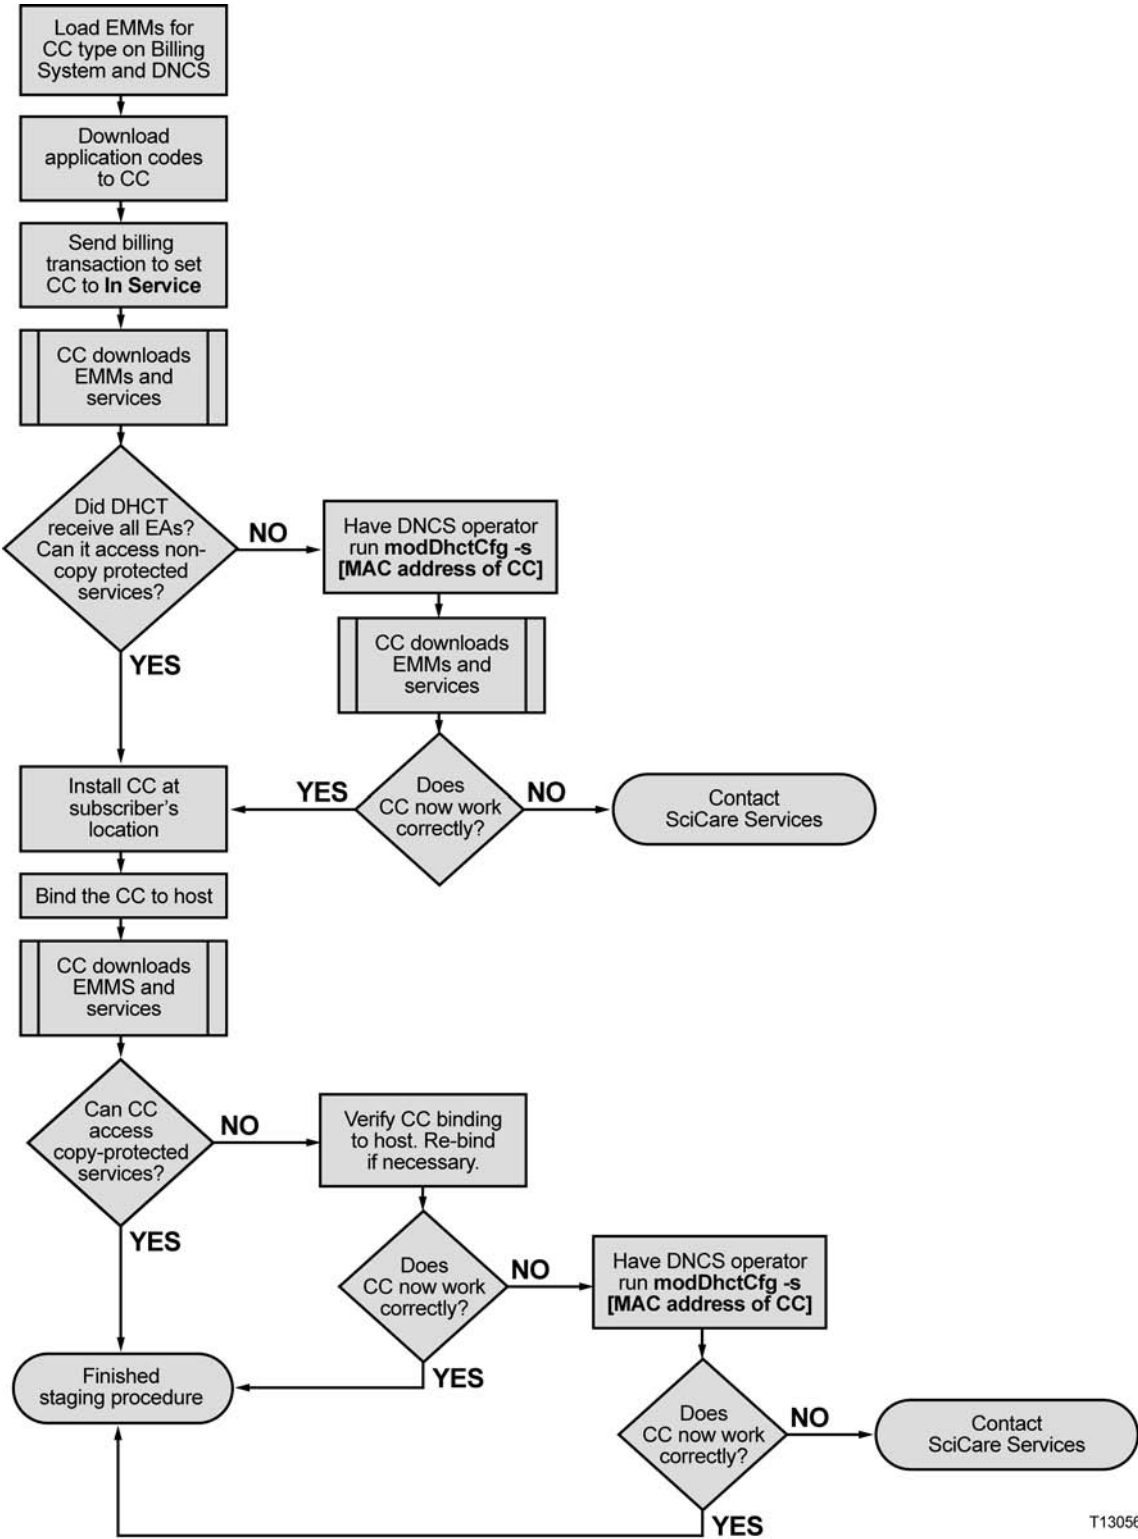 Load EMMs for
CC type on Billing
System and DNCS
Download
application codes
to CC
Send billing
transaction to set
CC to In Service
CC downloads
EMMs and
services
Did DHCT
receive all EAs?
Can it access non-
copy protected
services?
NO
Have DNCS operator
run modDhctCfg -s
[MAC address of CC]
YES
CC downloads
EMMs and
services
Install CC at
subscriber's
location
YES
Does
CC now work
correctly?
NO
Contact
SciCare Services
Bind the CC to host
CC downloads
EMMS and
services
Can CC
access
copy-protected
services?
NO
Verify CC binding
to host. Re-bind
if necessary.
YES
Does
CC now work
correctly?
NO
Have DNCS operator
run modDhctCfg -s
[MAC address of CC]
YES
Finished
staging procedure
Does
CC now work
correctly?
NO
Contact
SciCare Services
YES
T13056